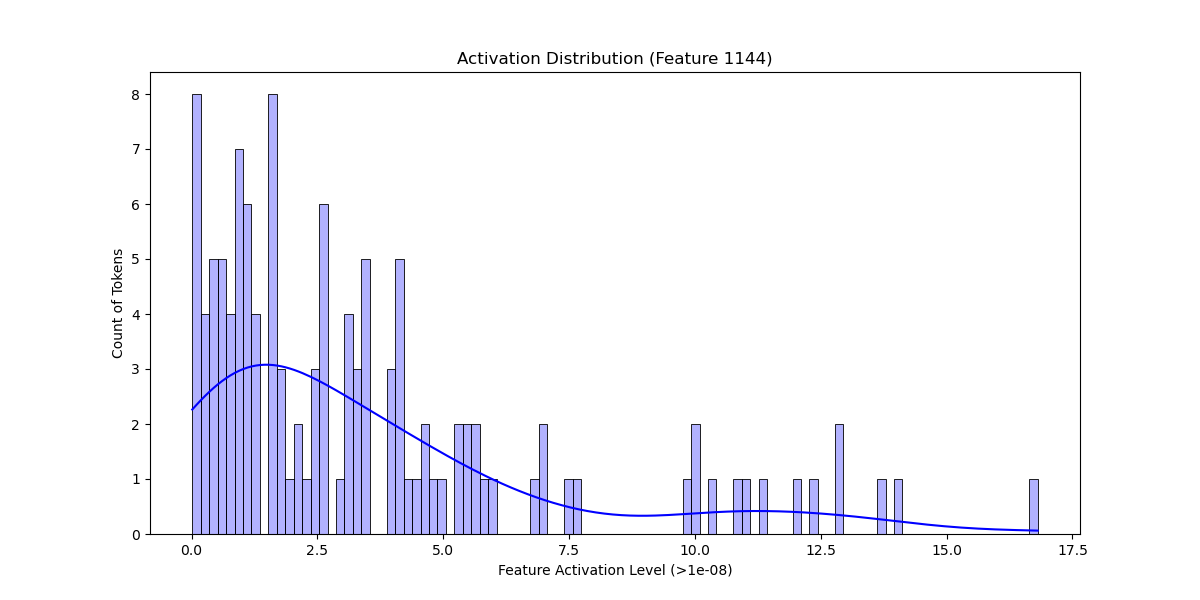 Activation Distribution (Feature 1144)
8
7
6
5
4
3
2
1
0
Count of Tokens
0.0 2.5 5.0 7.5 10.0 12.5 15.0 17.5
Feature Activation Level (>1e-08)